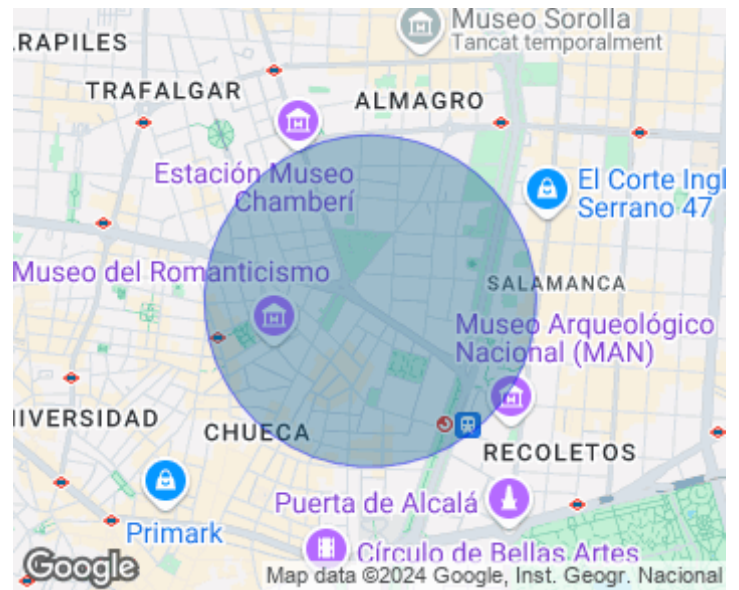 Museo Sorolla
Tancat temporalment
RAPILES
TRAFALGAR
ALMAGRO
Estación Museo
Chamberí
El Corte Ingl
Serrano 47
Museo del Romanticismo
SALAMANCA
Museo Arqueológico
Nacional (MAN)
IVERSIDAD
CHUECA
RECOLETOS
Puerta de Alcalá
Primark
Círculo de Bellas Artes
Google
Map data ©2024 Google, Inst. Geogr. Nacional